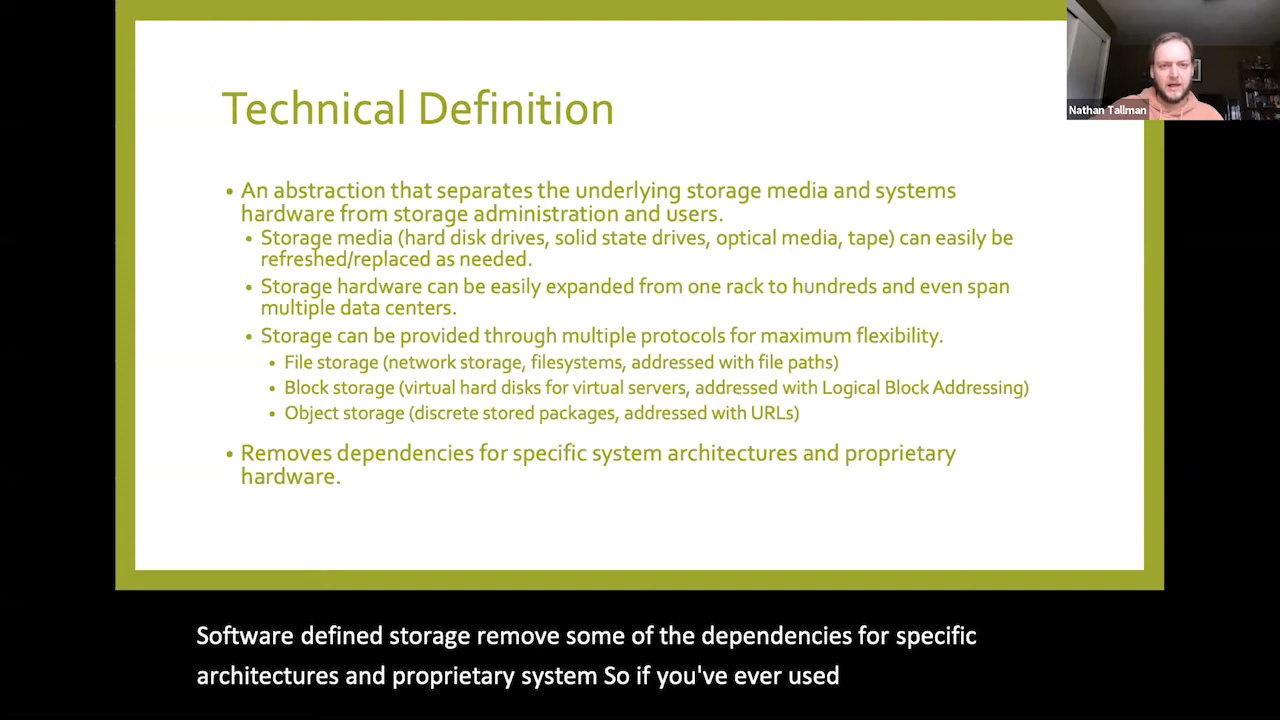 Technical Definition
• An abstraction that separates the underlying storage media and systems
hardware from storage administration and users.
• Storage media (hard disk drives, solid state drives, optical media, tape) can easily be
refreshed/replaced as needed.
• Storage hardware can be easily expanded from one rack to hundreds and even span
multiple data centers.
• Storage can be provided through multiple protocols for maximum flexibility.
• File storage (network storage, filesystems, addressed with file paths)
• Block storage (virtual hard disks for virtual servers, addressed with Logical Block Addressing)
• Object storage (discrete stored packages, addressed with URLs)
• Removes dependencies for specific system architectures and proprietary
hardware.
Nathan Tallman
Software defined storage remove some of the dependencies for specific
architectures and proprietary system So if you've ever used